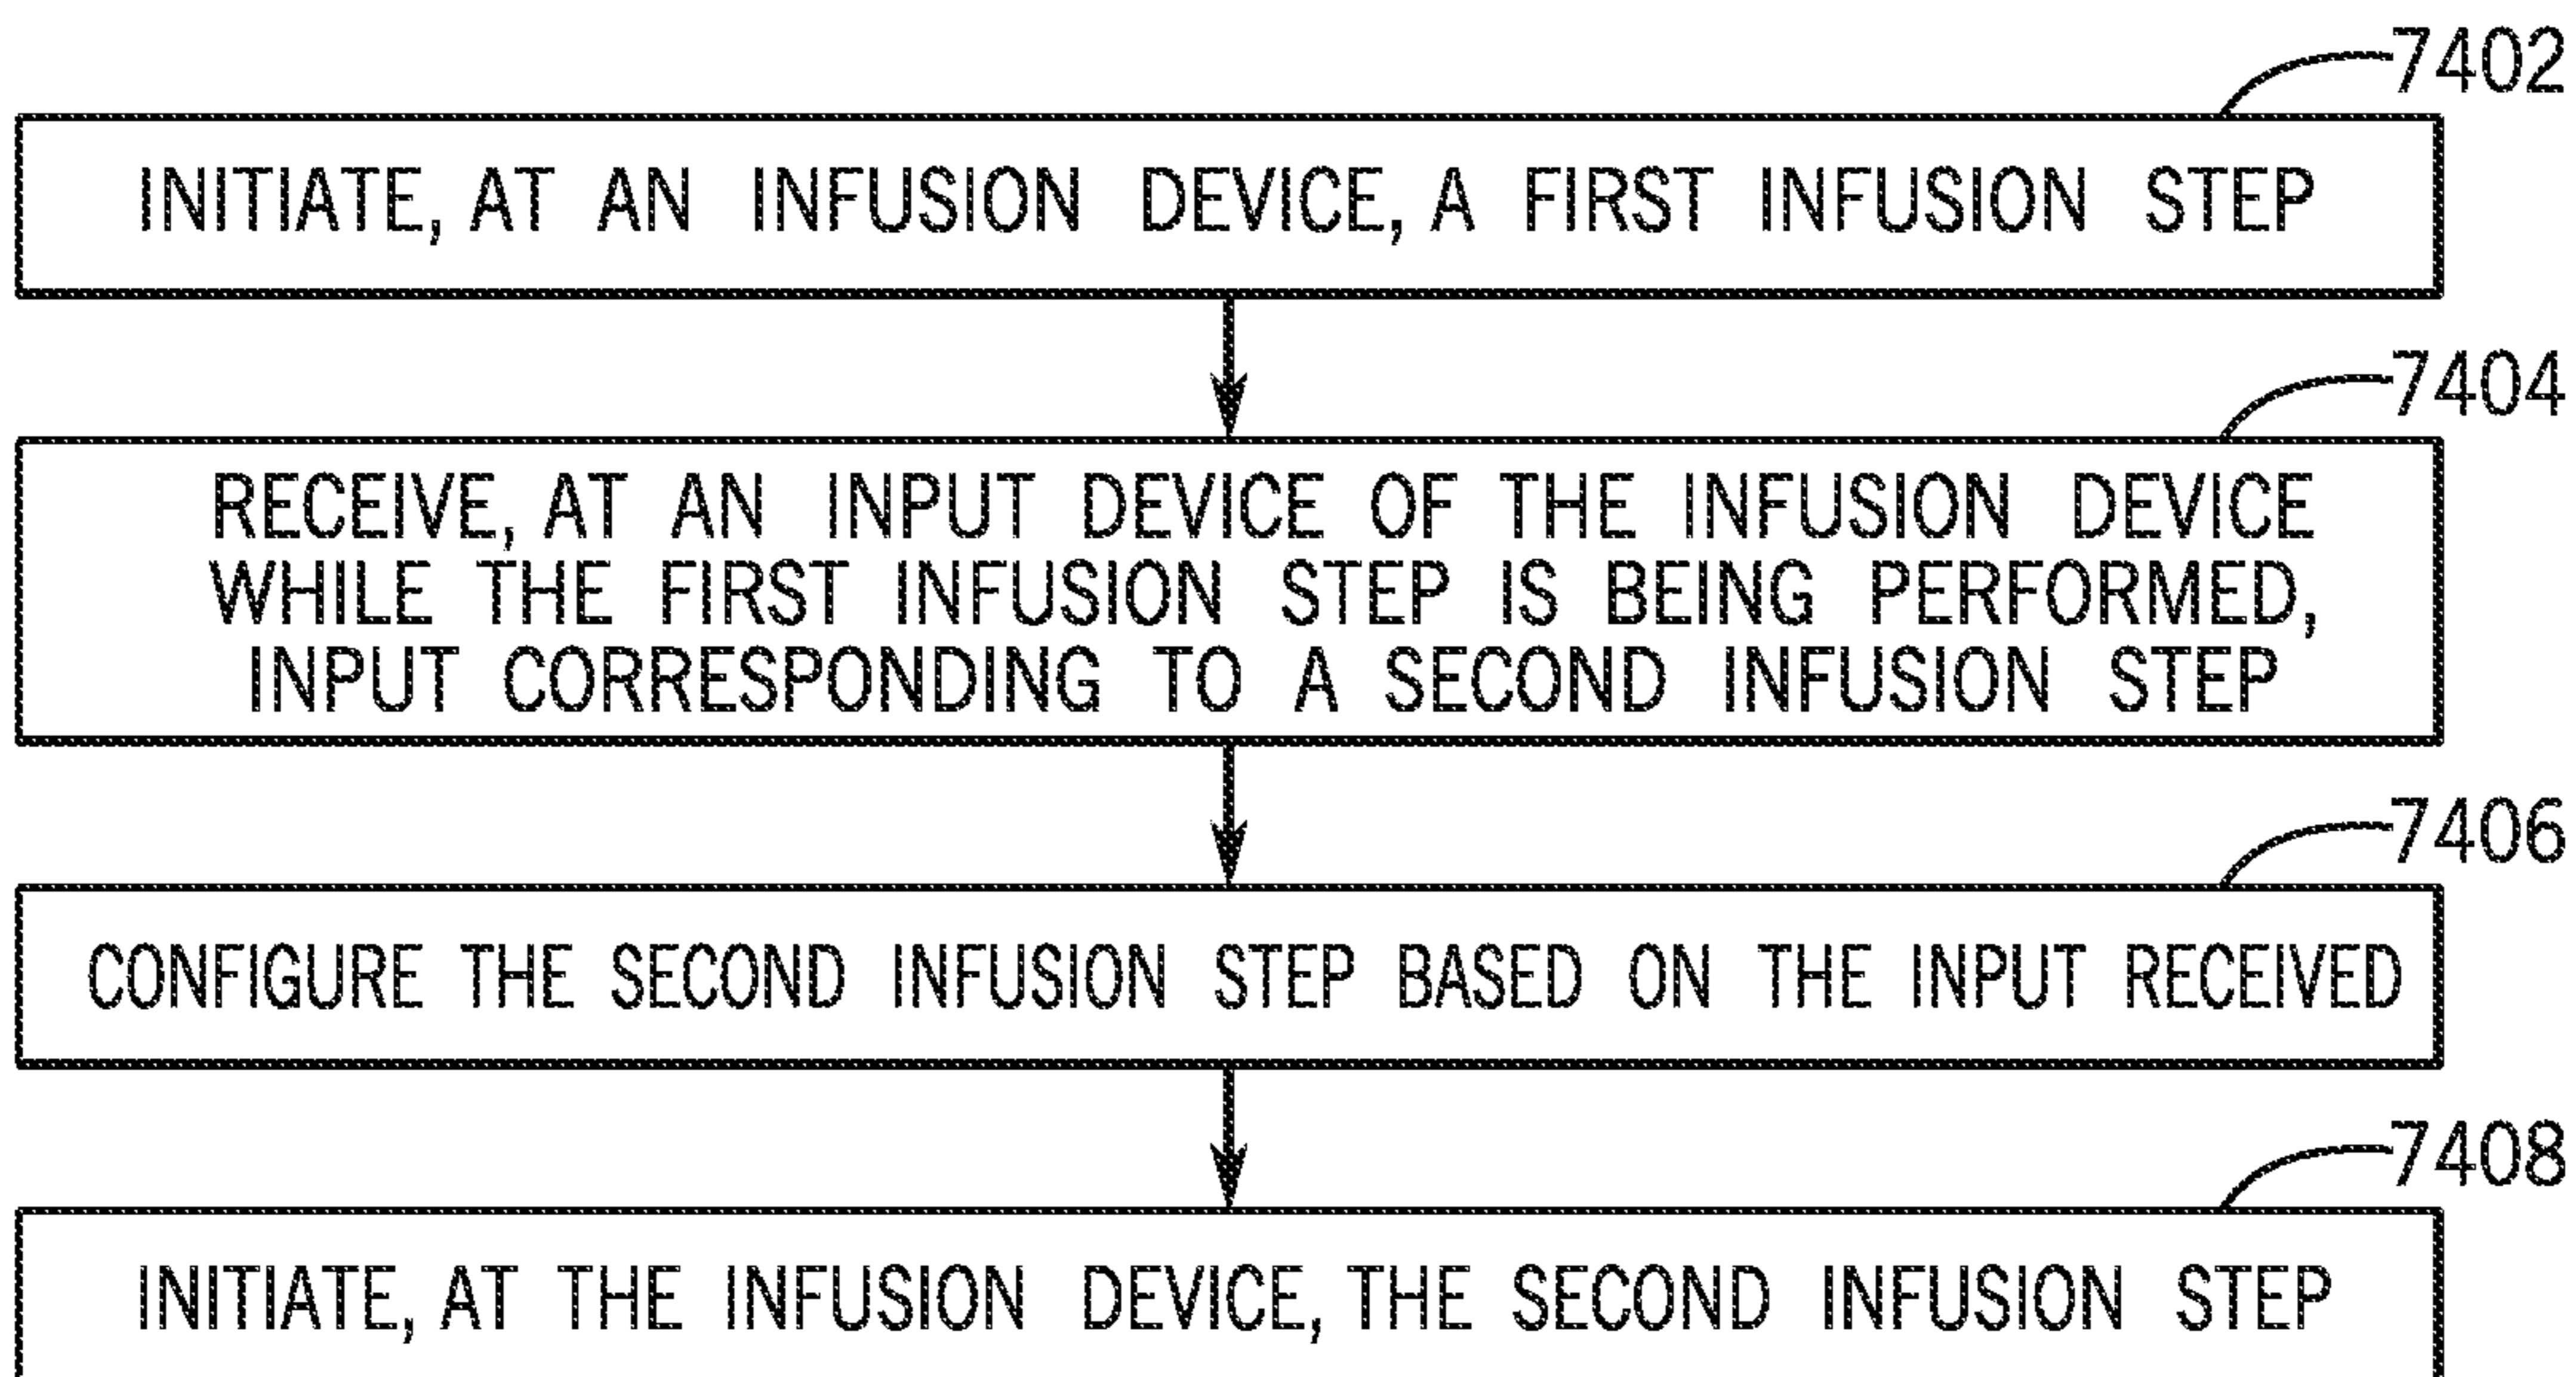 7402
INITIATE, AT AN INFUSION DEVICE, A FIRST INFUSION STEP
7404
RECEIVE, AT AN INPUT DEVICE OF THE INFUSION DEVICE
WHILE THE FIRST INFUSION STEP IS BEING PERFORMED,
INPUT CORRESPONDING TO A SECOND INFUSION STEP
7406
CONFIGURE THE SECOND INFUSION STEP BASED ON THE INPUT RECEIVED
7408
INITIATE, AT THE INFUSION DEVICE, THE SECOND INFUSION STEP